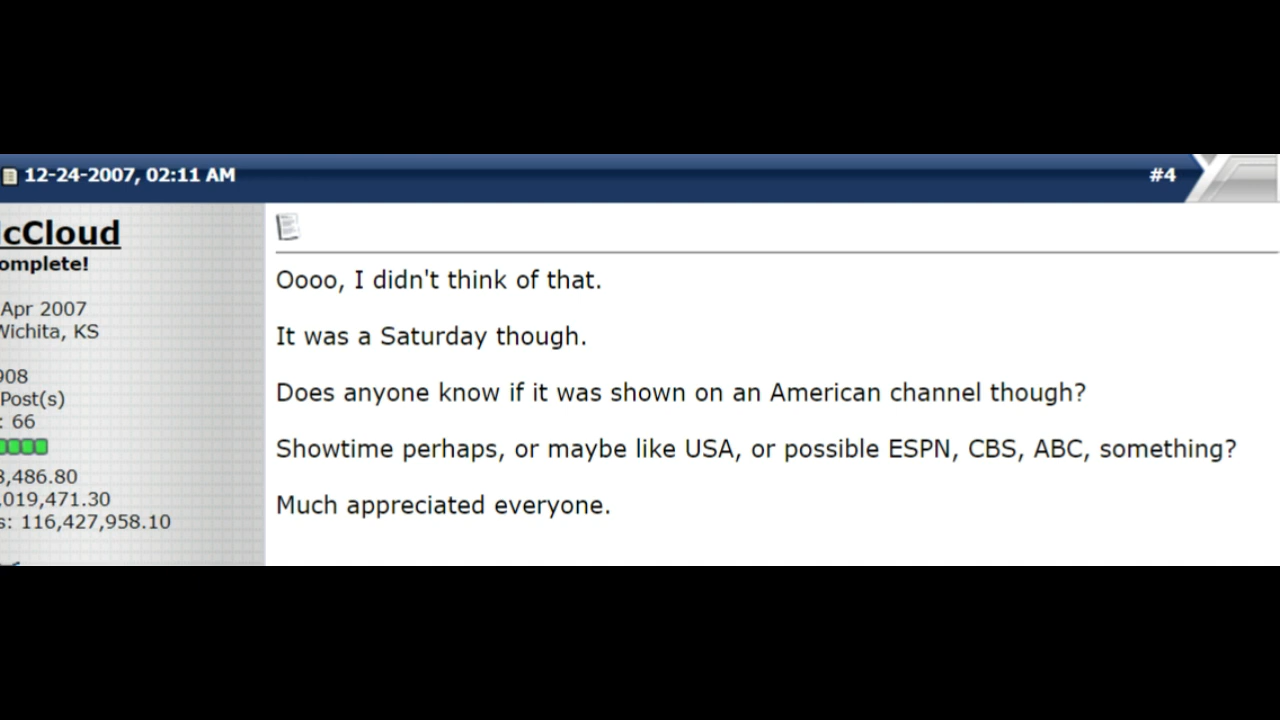 12-24-2007, 02:11 AM #4
cCloud
omplete!
Apr 2007
Wichita, KS
908
Post(s)
: 66
3,486.80
,019,471.30
s: 116,427,958.10
Oooo, I didn't think of that.
It was a Saturday though.
Does anyone know if it was shown on an American channel though?
Showtime perhaps, or maybe like USA, or possible ESPN, CBS, ABC, something?
Much appreciated everyone.